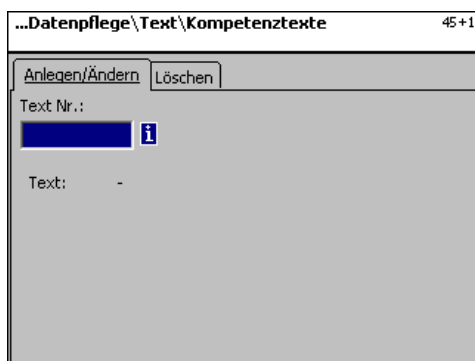 ...Datenpflege\Text\Kompetenztexte 45+1
Anlegen/Ändern Löschen
Text Nr.:
i
Text: -